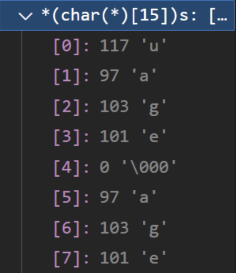 *(char(*)[15])s: [...
[0]: 117 'u'
[1]: 97 'a'
[2]: 103 'g'
[3]: 101 'e'
[4]: 0 '\000'
[5]: 97 'a'
[6]: 103 'g'
[7]: 101 'e'